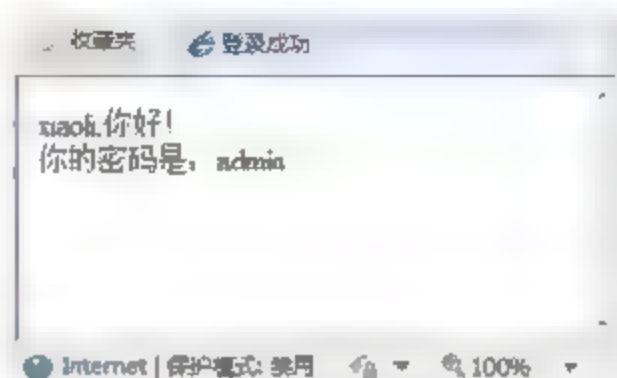 收藏夹 登录成功
xiaoli,你好!
你的密码是：admin
Internet | 保护模式: 禁用 100%